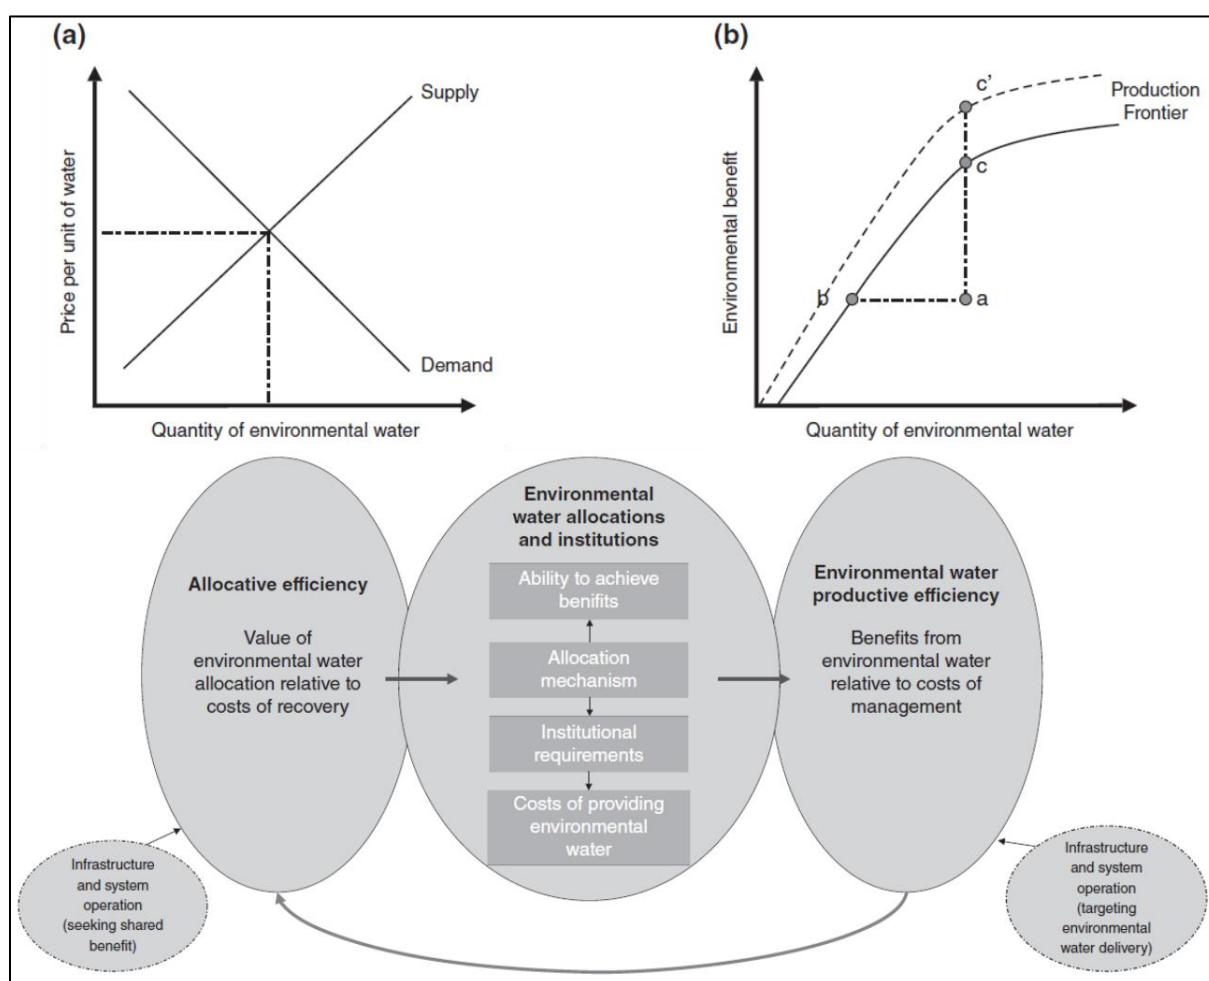 (a)
Price per unit of water
Supply
Demand
Quantity of environmental water
(b)
Environmental benefit
c’
c
b
a
Production
Frontier
Quantity of environmental water
Allocative efficiency
Value of
environmental water
allocation relative to
costs of recovery
Environmental
water allocations
and institutions
Ability to achieve
benifits
Allocation
mechanism
Institutional
requirements
Costs of providing
environmental
water
Environmental water
productive efficiency
Benefits from
environmental water
relative to costs of
management
Infrastructure
and system
operation
(seeking shared
benefit)
Infrastructure
and system
operation
(targeting
environmental
water delivery)